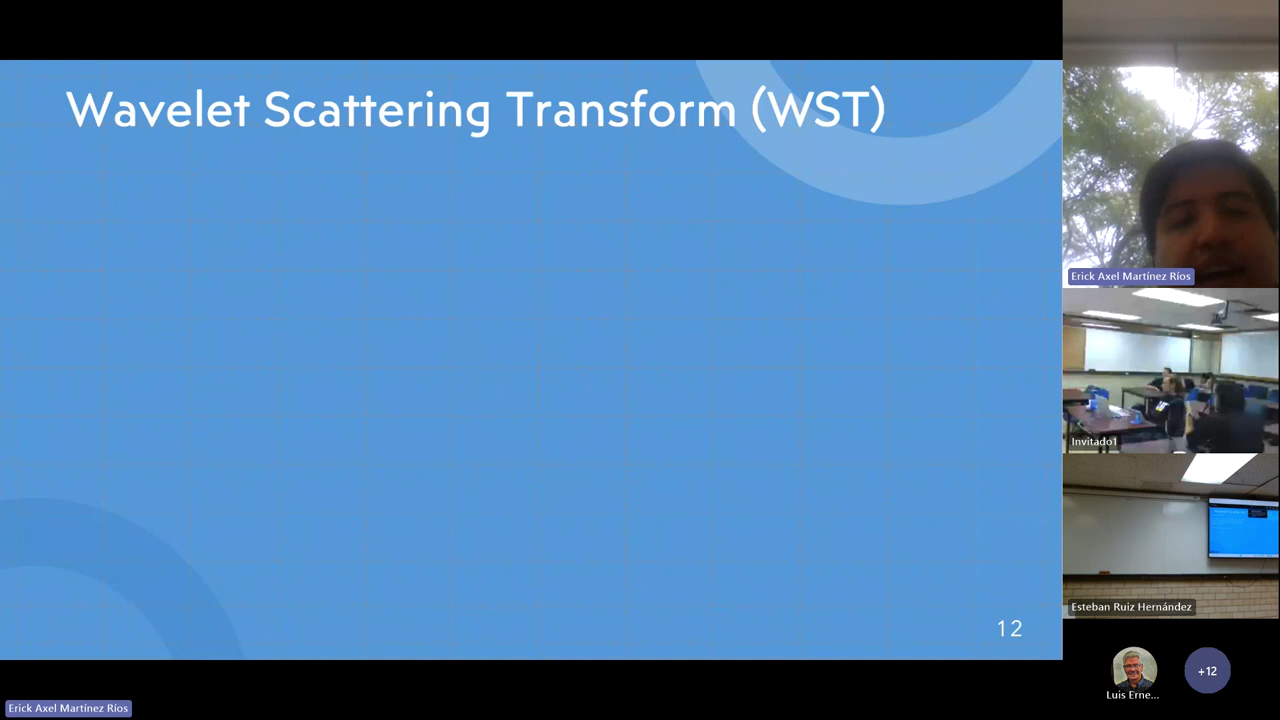 Wavelet Scattering Transform (WST)
12
Erick Axel Martínez Ríos
Erick Axel Martínez Ríos
Invitado1
Esteban Ruiz Hernández
Luis Erne...
+12